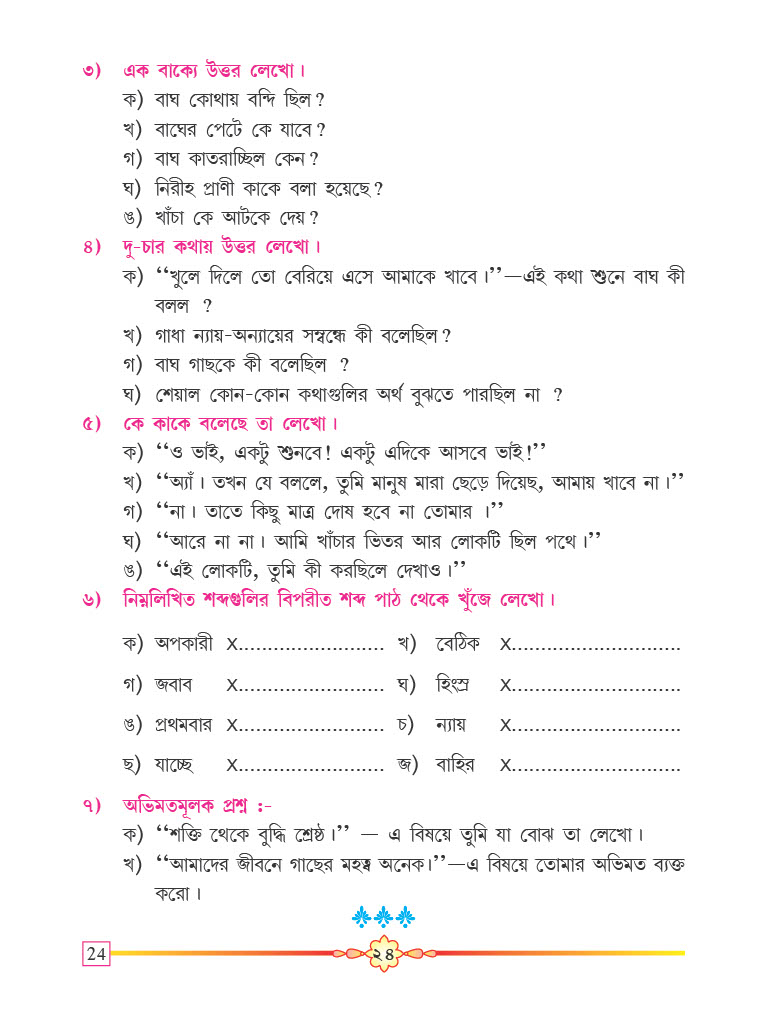 ৩) এক বাক্যে উত্তর লেখো।
ক) বাঘ কোথায় বন্দি ছিল?
খ) বাঘের পেটে কে যাবে?
গ) বাঘ কাতরাচ্ছিল কেন?
ঘ) নিরীহ প্রাণী কাকে বলা হয়েছে?
ঙ) খাঁচা কে আটকে দেয়?
৪) দু-চার কথায় উত্তর লেখো।
ক) ‘‘খুলে দিলে তো বেরিয়ে এসে আমাকে খাবে।’’—এই কথা শুনে বাঘ কী
বলল ?
খ) গাধা ন্যায়-অন্যায়ের সম্বন্ধে কী বলেছিল?
গ) বাঘ গাছকে কী বলেছিল ?
ঘ) শেয়াল কোন-কোন কথাগুলির অর্থ বুঝতে পারছিল না ?
৫) কে কাকে বলেছে তা লেখো।
ক) ‘‘ও ভাই, একটু শুনবে! একটু এদিকে আসবে ভাই!’’
খ) ‘‘অ্যাঁ। তখন যে বললে, তুমি মানুষ মারা ছেড়ে দিয়েছ, আমায় খাবে না।’’
গ) ‘‘না। তাতে কিছু মাত্র দোষ হবে না তোমার ।’’
ঘ) ‘‘আরে না না। আমি খাঁচার ভিতর আর লোকটি ছিল পথে।’’
ঙ) ‘‘এই লোকটি, তুমি কী করছিলে দেখাও।’’
৬) নিম্নলিখিত শব্দগুলির বিপরীত শব্দ পাঠ থেকে খুঁজে লেখো।
ক) অপকারী x......................... খ) বেঠিক x.............................
গ) জবাব x......................... ঘ) হিংস্র x.............................
ঙ) প্রথমবার x......................... চ) ন্যায় x.............................
ছ) যাচ্ছে x......................... জ) বাহির x.............................
৭) অভিমতমূলক প্রশ্ন :-
ক) ‘‘শক্তি থেকে বুদ্ধি শ্রেষ্ঠ।’’ — এ বিষয়ে তুমি যা বোঝ তা লেখো।
খ) ‘‘আমাদের জীবনে গাছের মহত্ব অনেক।’’—এ বিষয়ে তোমার অভিমত ব্যক্ত
করো।
24 ২৪